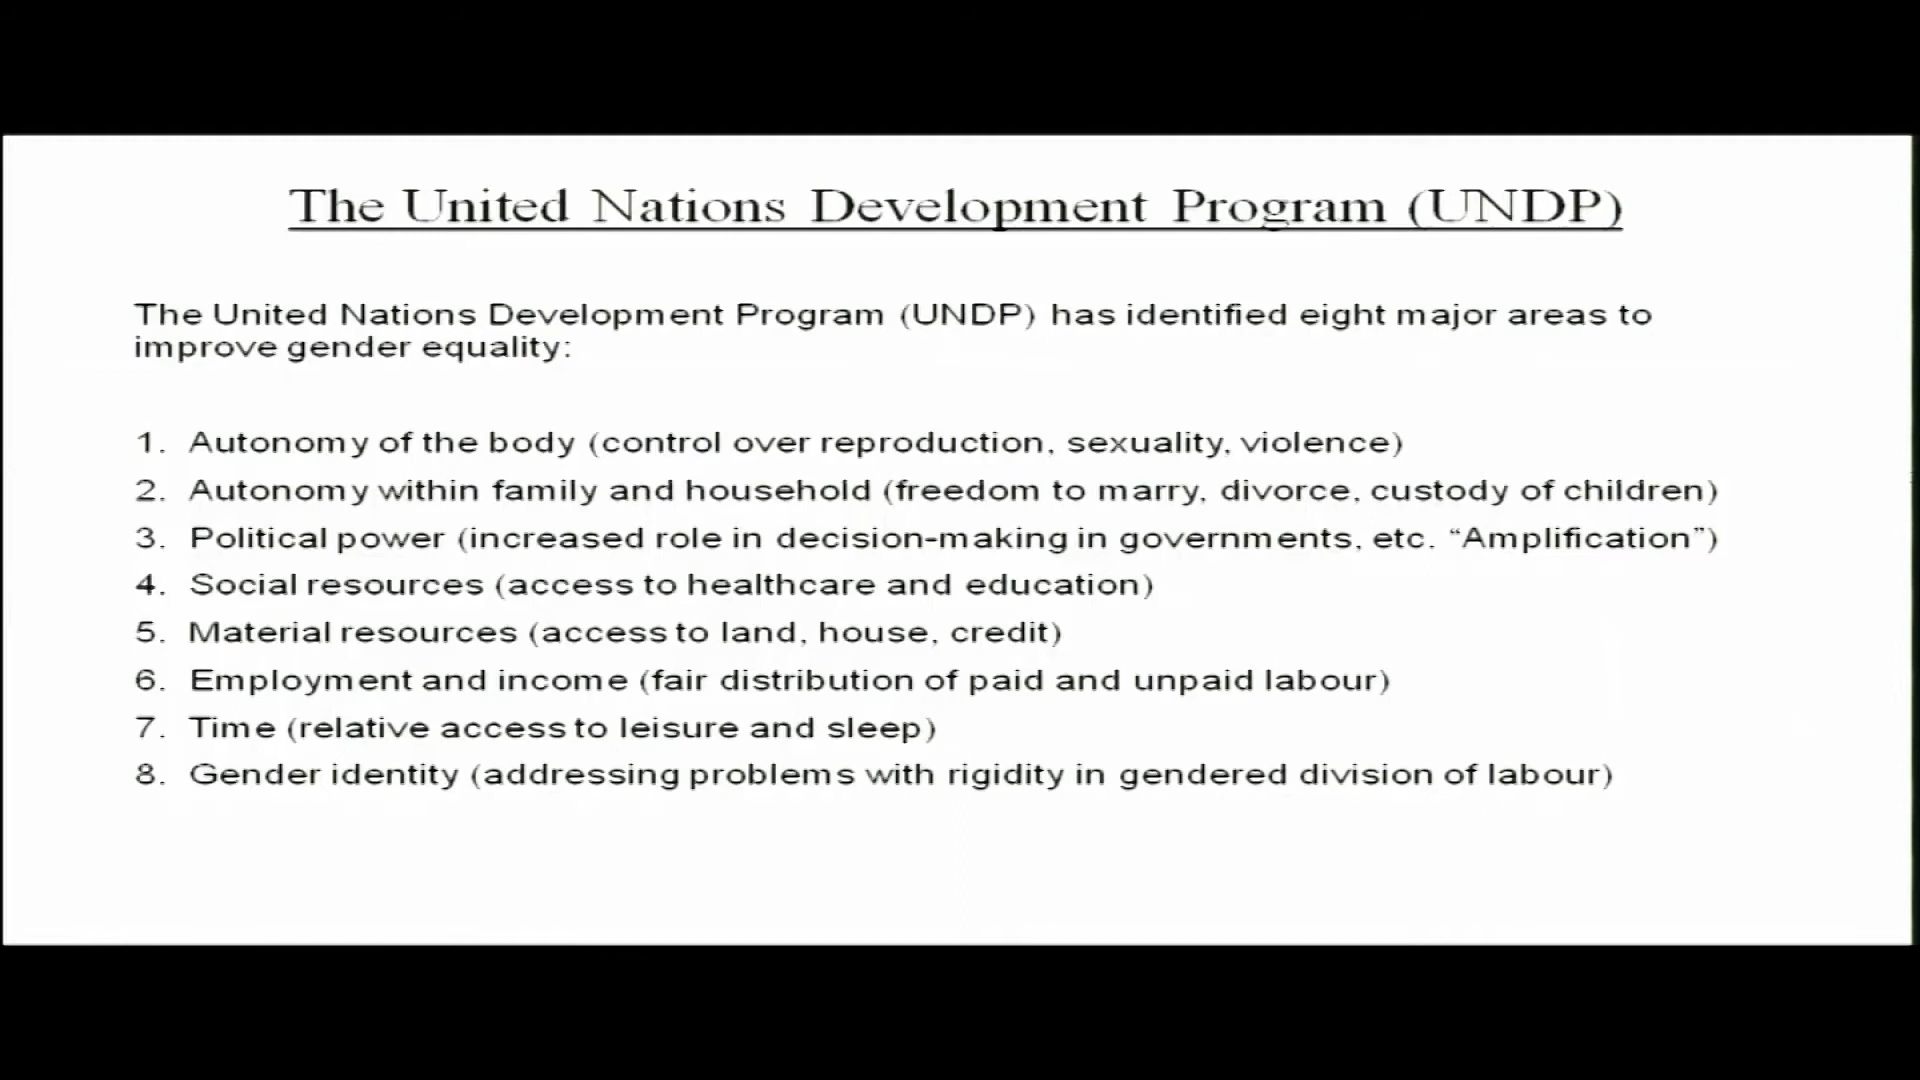 The United Nations Development Program (UNDP)
The United Nations Development Program (UNDP) has identified eight major areas to
improve gender equality:
1. Autonomy of the body (control over reproduction, sexuality, violence)
2. Autonomy within family and household (freedom to marry, divorce, custody of children)
3. Political power (increased role in decision-making in governments, etc. “Amplification”)
4. Social resources (access to healthcare and education)
5. Material resources (access to land, house, credit)
6. Employment and income (fair distribution of paid and unpaid labour)
7. Time (relative access to leisure and sleep)
8. Gender identity (addressing problems with rigidity in gendered division of labour)